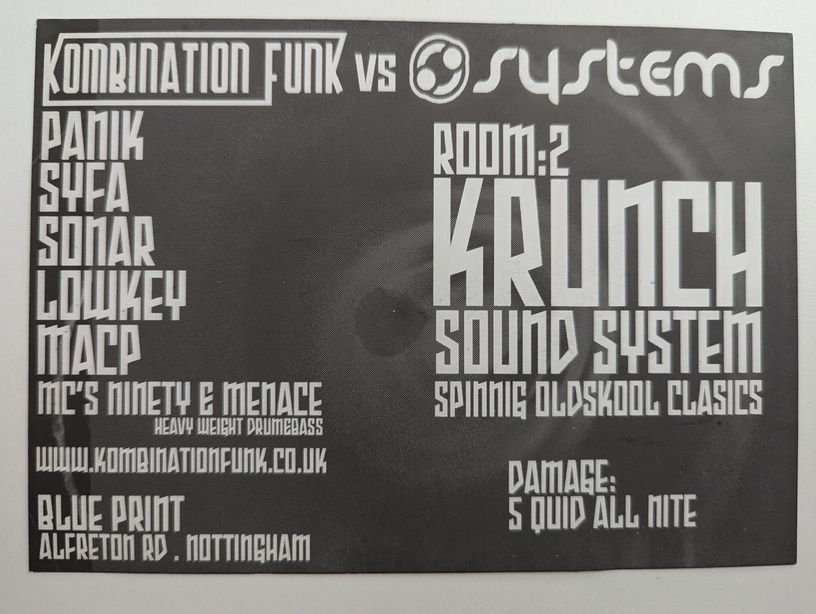 KOMBINATION FUNK VS SYSTEMS
PANIK
SYFA
SONAR
LOWKEY
MACP
MC'S NINETY & MENACE
HEAVY WEIGHT DRUM&BASS
WWW.KOMBINATIONFUNK.CO.UK
BLUE PRINT
ALFRETON RD . NOTTINGHAM
ROOM:2
KRUNCH
SOUND SYSTEM
SPINNIG OLDSKOOL CLASICS
DAMAGE:
5 QUID ALL NITE